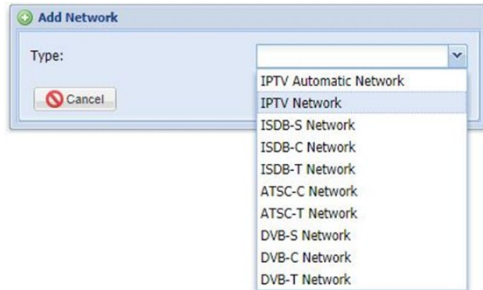 Add Network
Type:
Cancel
IPTV Automatic Network
IPTV Network
ISDB-S Network
ISDB-C Network
ISDB-T Network
ATSC-C Network
ATSC-T Network
DVB-S Network
DVB-C Network
DVB-T Network